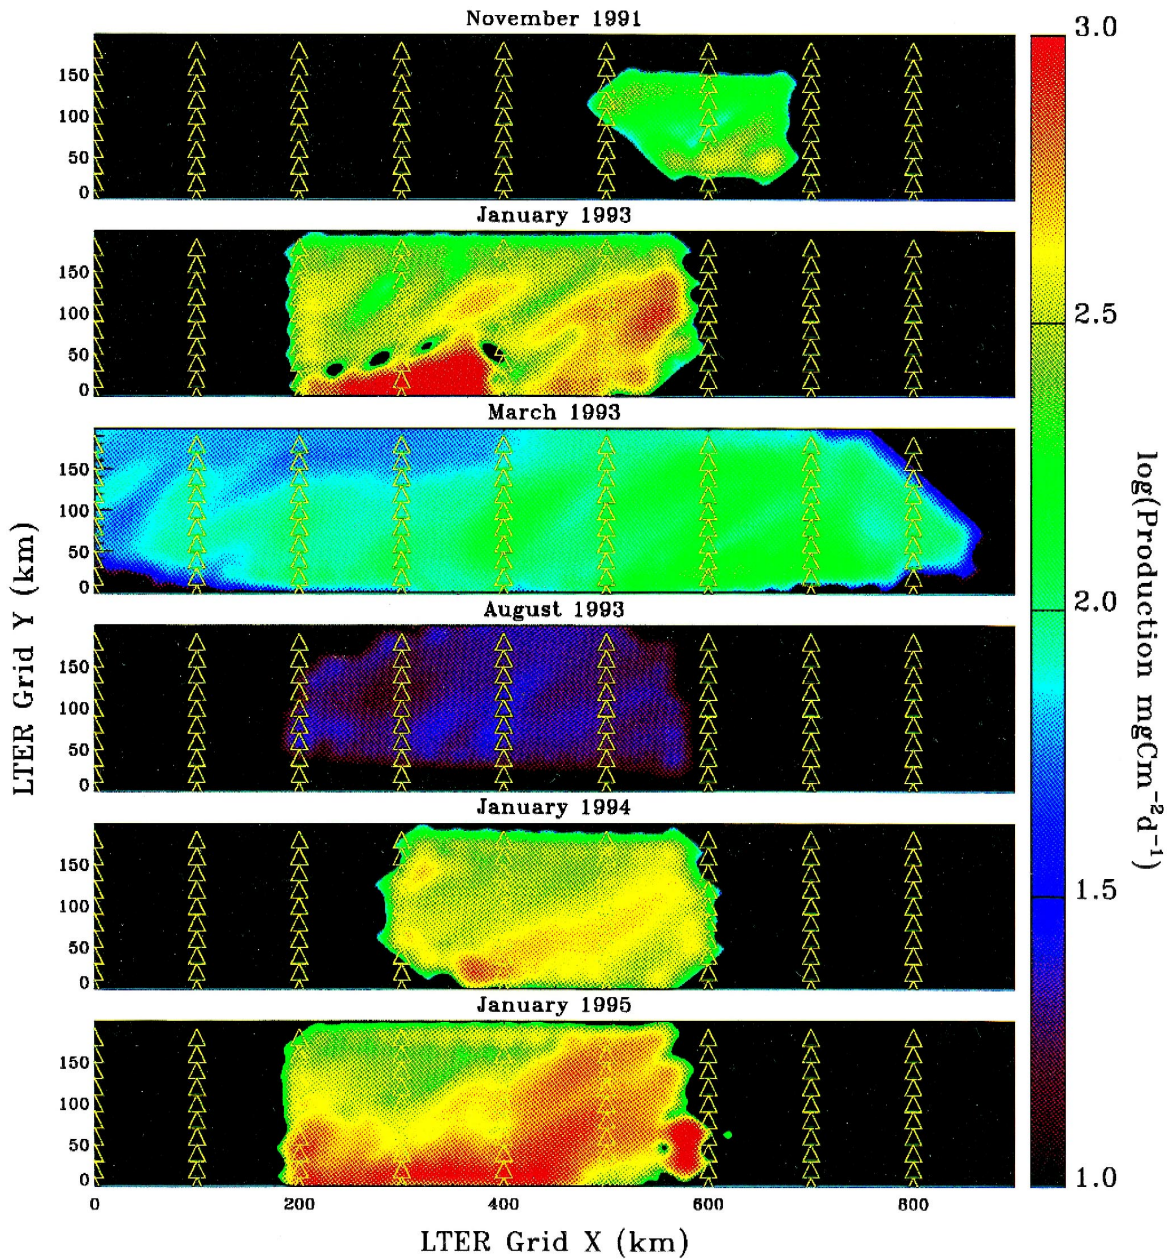 November 1991
150
100
50
0
January 1993
150
100
50
0
March 1993
150
100
50
0
August 1993
150
100
50
0
January 1994
150
100
50
0
January 1995
150
100
50
0
0 200 400 600 800
LTER Grid X (km)
LTER Grid Y (km)
3.0
2.5
2.0
1.5
1.0
log(Production mgCm⁻²d⁻¹)